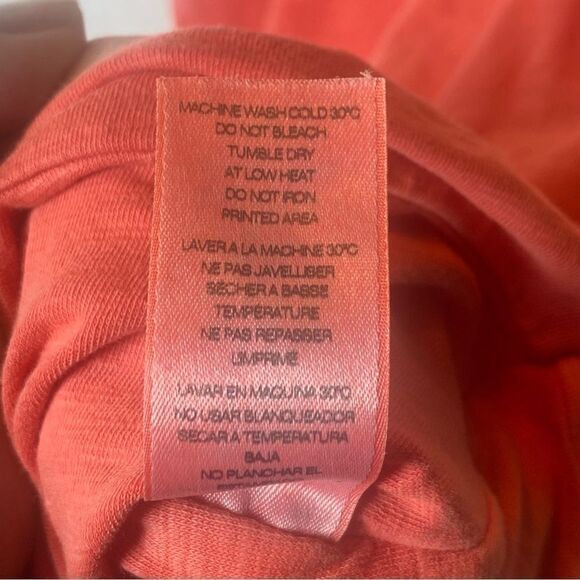 MACHINE WASH COLD 30°C
DO NOT BLEACH
TUMBLE DRY
AT LOW HEAT
DO NOT IRON
PRINTED AREA
LAVER A LA MACHINE 30°C
NE PAS JAVELLISER
SECHER A BASSE
TEMPERATURE
NE PAS REPASSER
L'IMPRIMÉ
LAVAR EN MAQUINA 30°C
NO USAR BLANQUEADOR
SECAR A TEMPERATURA
BAJA
NO PLANCHAR EL